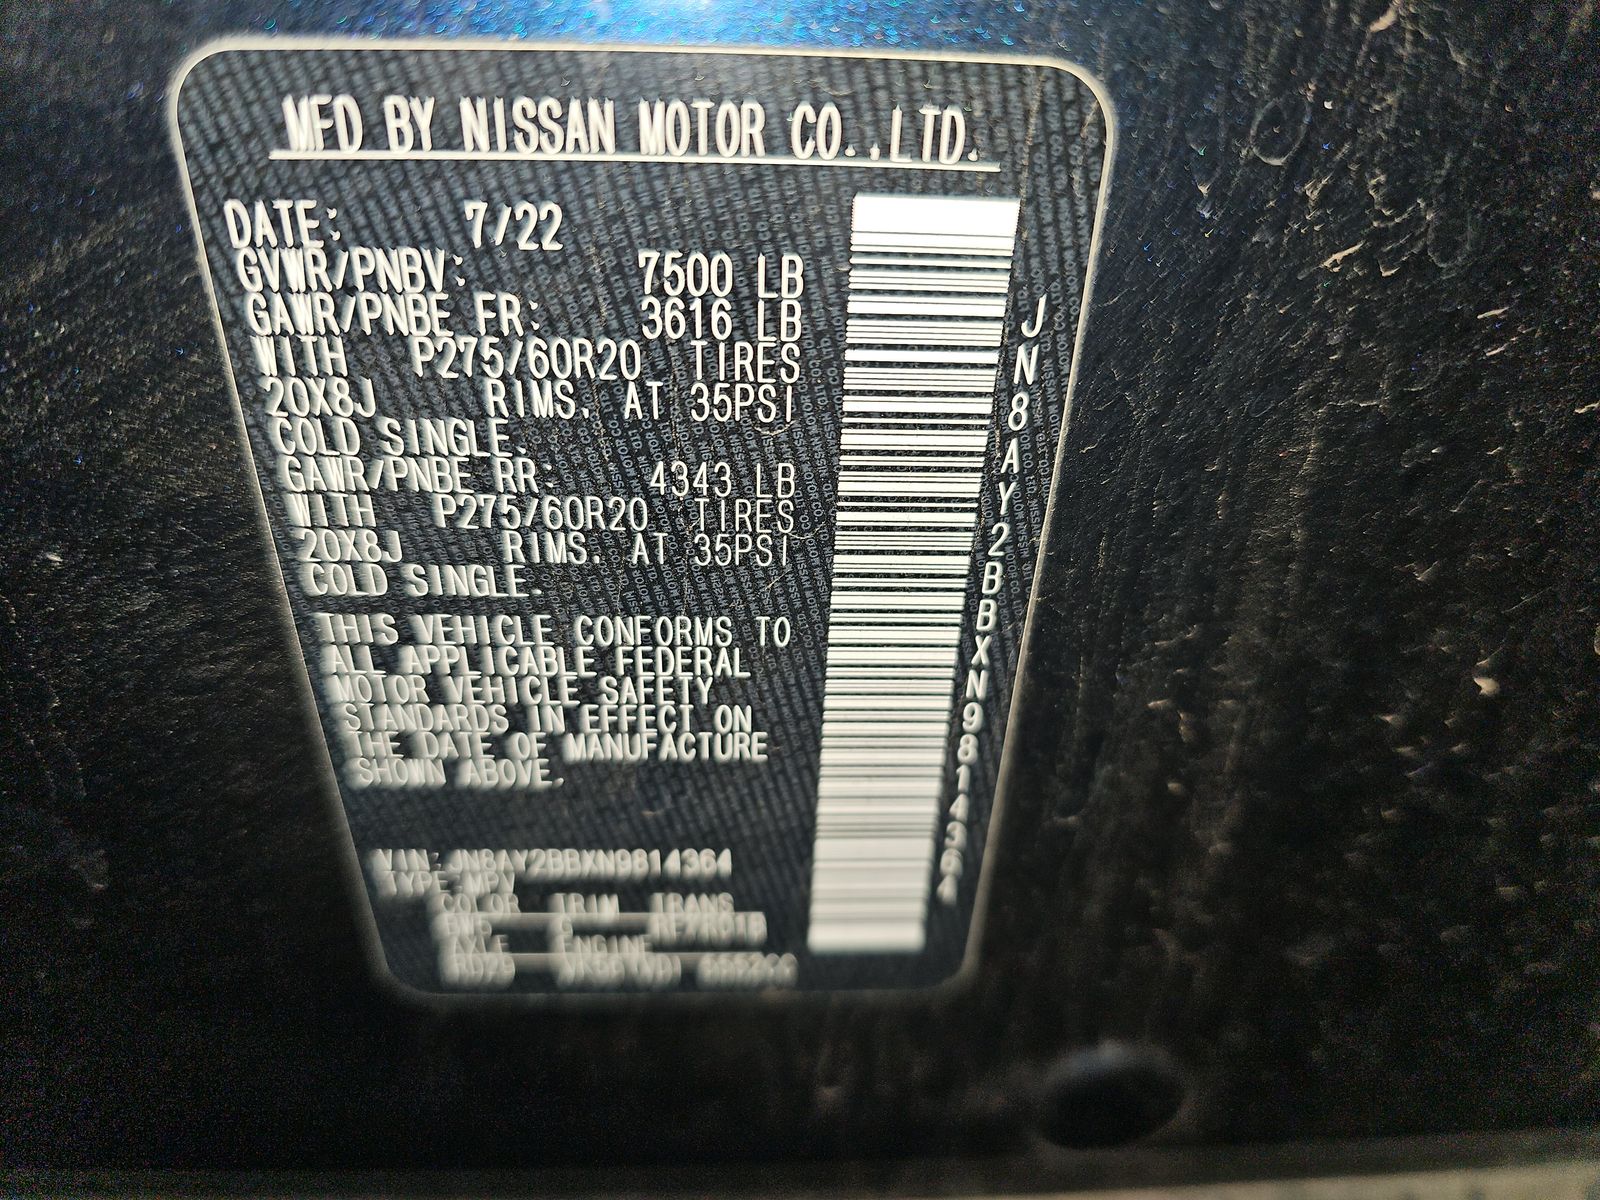 MFD BY NISSAN MOTOR CO.,LTD.
DATE: 7/22
GVWR/PNBV: 7500 LB
GAWR/PNBE FR: 3616 LB
WITH P275/60R20 TIRES
20X8J RIMS. AT 35PSI
COLD SINGLE.
GAWR/PNBE RR: 4343 LB
WITH P275/60R20 TIRES
20X8J RIMS. AT 35PSI
COLD SINGLE.
THIS VEHICLE CONFORMS TO
ALL APPLICABLE FEDERAL
MOTOR VEHICLE SAFETY
STANDARDS IN EFFECT ON
THE DATE OF MANUFACTURE
SHOWN ABOVE.
VIN:JN8AY2BBXN9814364
TYPE:MPV
COLOR TRIM TRANS
AXLE ENGINE
JN8AY2BBXN9814364